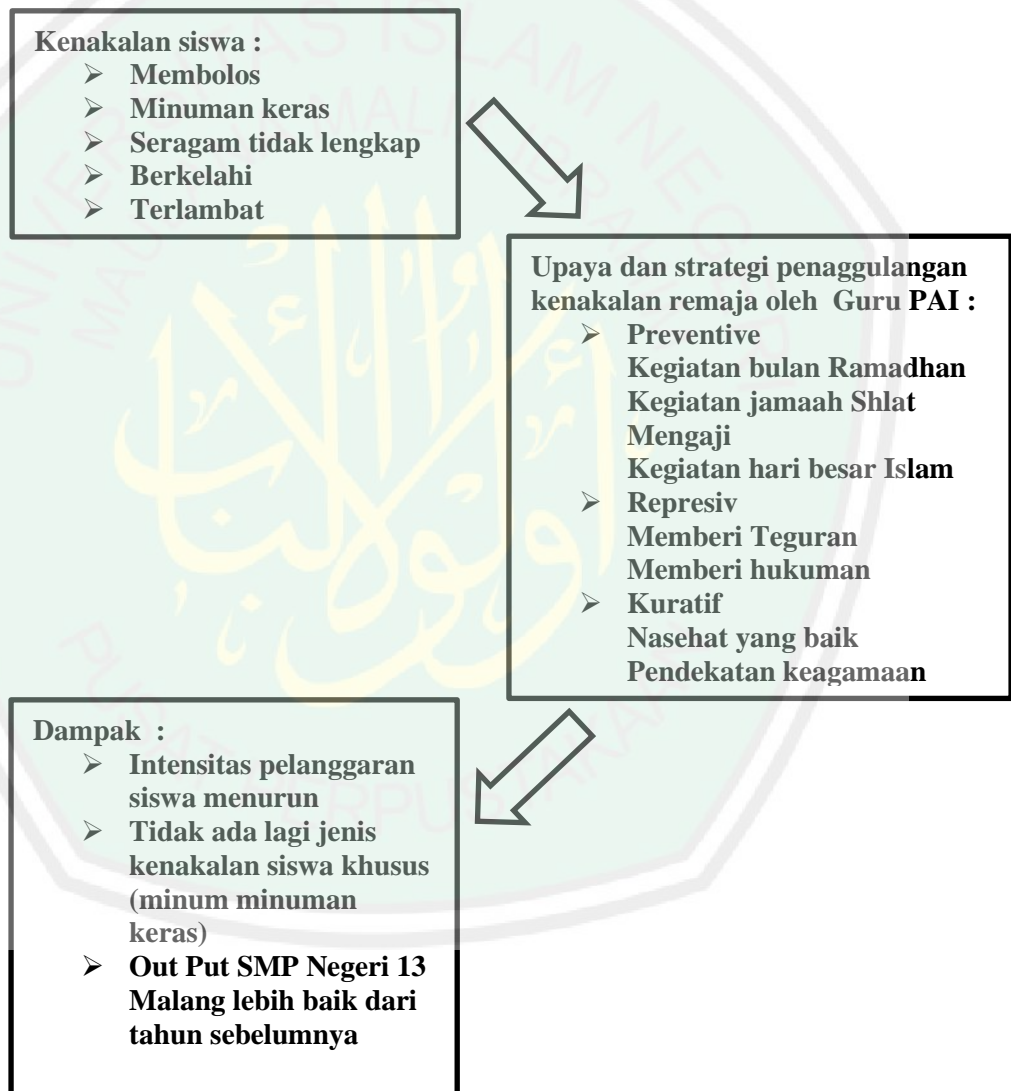 Kenakalan siswa :
➢ Membolos
➢ Minuman keras
➢ Seragam tidak lengkap
➢ Berkelahi
➢ Terlambat
Upaya dan strategi penaggulangan
kenakalan remaja oleh Guru PAI :
➢ Preventive
Kegiatan bulan Ramadhan
Kegiatan jamaah Shlat
Mengaji
Kegiatan hari besar Islam
➢ Represiv
Memberi Teguran
Memberi hukuman
➢ Kuratif
Nasehat yang baik
Pendekatan keagamaan
Dampak :
➢ Intensitas pelanggaran
siswa menurun
➢ Tidak ada lagi jenis
kenakalan siswa khusus
(minum minuman
keras)
➢ Out Put SMP Negeri 13
Malang lebih baik dari
tahun sebelumnya